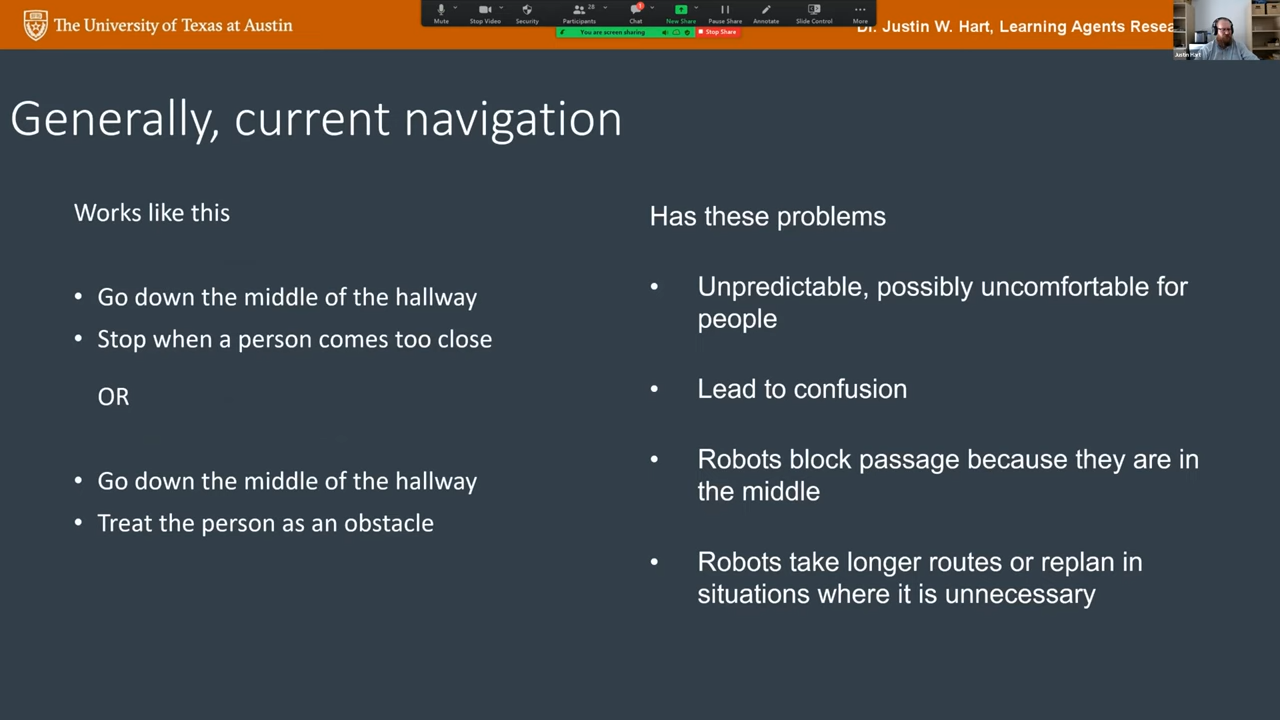 The University of Texas at Austin
Mute
Stop Video
Security
Participants
28
Chat
1
New Share
Pause Share
Annotate
Slide Control
More
You are screen sharing
Stop Share
Dr. Justin W. Hart, Learning Agents Resea
Justin Hart
Generally, current navigation
Works like this
• Go down the middle of the hallway
• Stop when a person comes too close
OR
• Go down the middle of the hallway
• Treat the person as an obstacle
Has these problems
• Unpredictable, possibly uncomfortable for
people
• Lead to confusion
• Robots block passage because they are in
the middle
• Robots take longer routes or replan in
situations where it is unnecessary